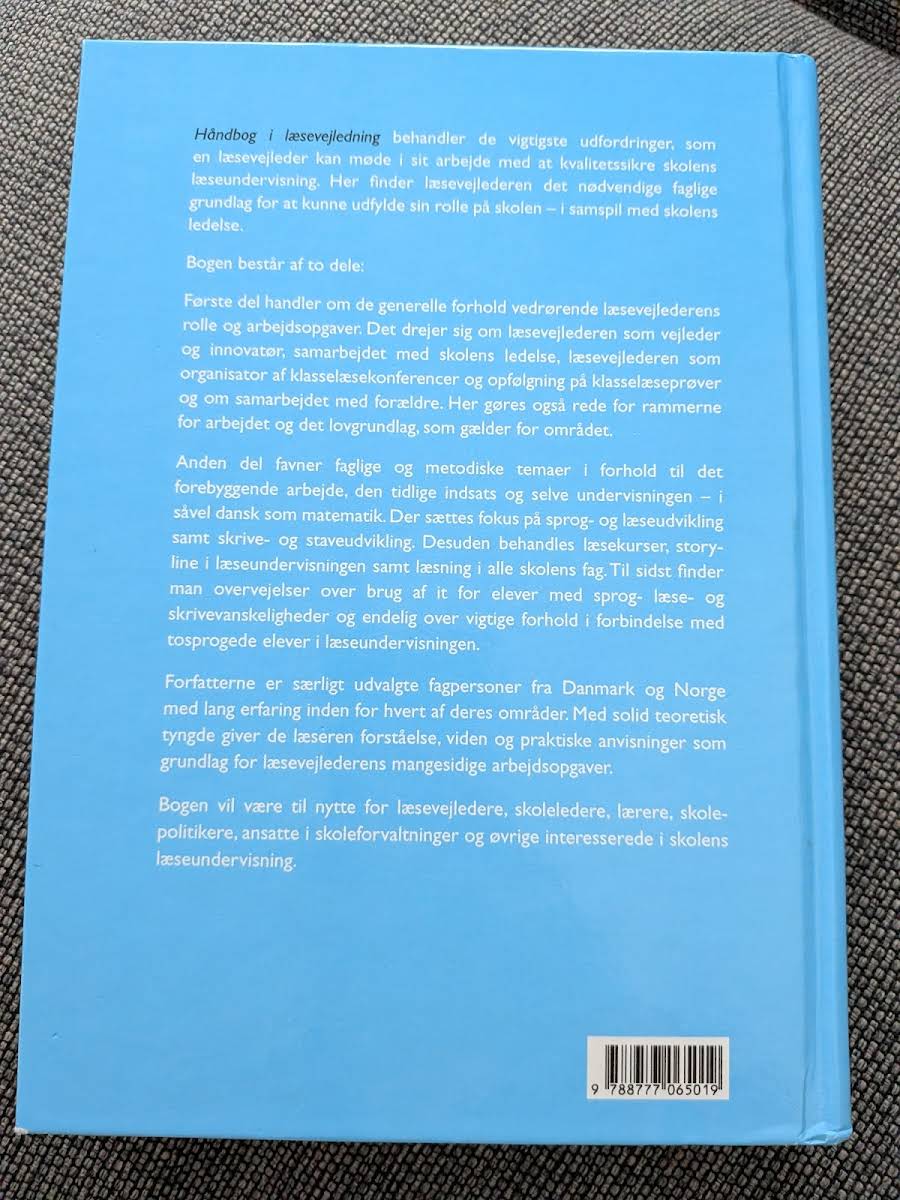 Håndbog i læsevejledning behandler de vigtigste udfordringer, som
en læsevejleder kan møde i sit arbejde med at kvalitetssikre skolens
læseundervisning. Her finder læsevejlederen det nødvendige faglige
grundlag for at kunne udfylde sin rolle på skolen – i samspil med skolens
ledelse.
Bogen består af to dele:
Første del handler om de generelle forhold vedrørende læsevejlederens
rolle og arbejdsopgaver. Det drejer sig om læsevejlederen som vejleder
og innovatør, samarbejdet med skolens ledelse, læsevejlederen som
organisator af klasselæsekonferencer og opfølgning på klasselæseprøver
og om samarbejdet med forældre. Her gøres også rede for rammerne
for arbejdet og det lovgrundlag, som gælder for området.
Anden del favner faglige og metodiske temaer i forhold til det
forebyggende arbejde, den tidlige indsats og selve undervisningen – i
såvel dansk som matematik. Der sættes fokus på sprog- og læseudvikling
samt skrive- og staveudvikling. Desuden behandles læsekurser, story-
line i læseundervisningen samt læsning i alle skolens fag. Til sidst finder
man overvejelser over brug af it for elever med sprog- læse- og
skrivevanskeligheder og endelig over vigtige forhold i forbindelse med
tosprogede elever i læseundervisningen.
Forfatterne er særligt udvalgte fagpersoner fra Danmark og Norge
med lang erfaring inden for hvert af deres områder. Med solid teoretisk
tyngde giver de læseren forståelse, viden og praktiske anvisninger som
grundlag for læsevejlederens mangesidige arbejdsopgaver.
Bogen vil være til nytte for læsevejledere, skoleledere, lærere, skole-
politikere, ansatte i skoleforvaltninger og øvrige interesserede i skolens
læseundervisning.
9 788777 065019